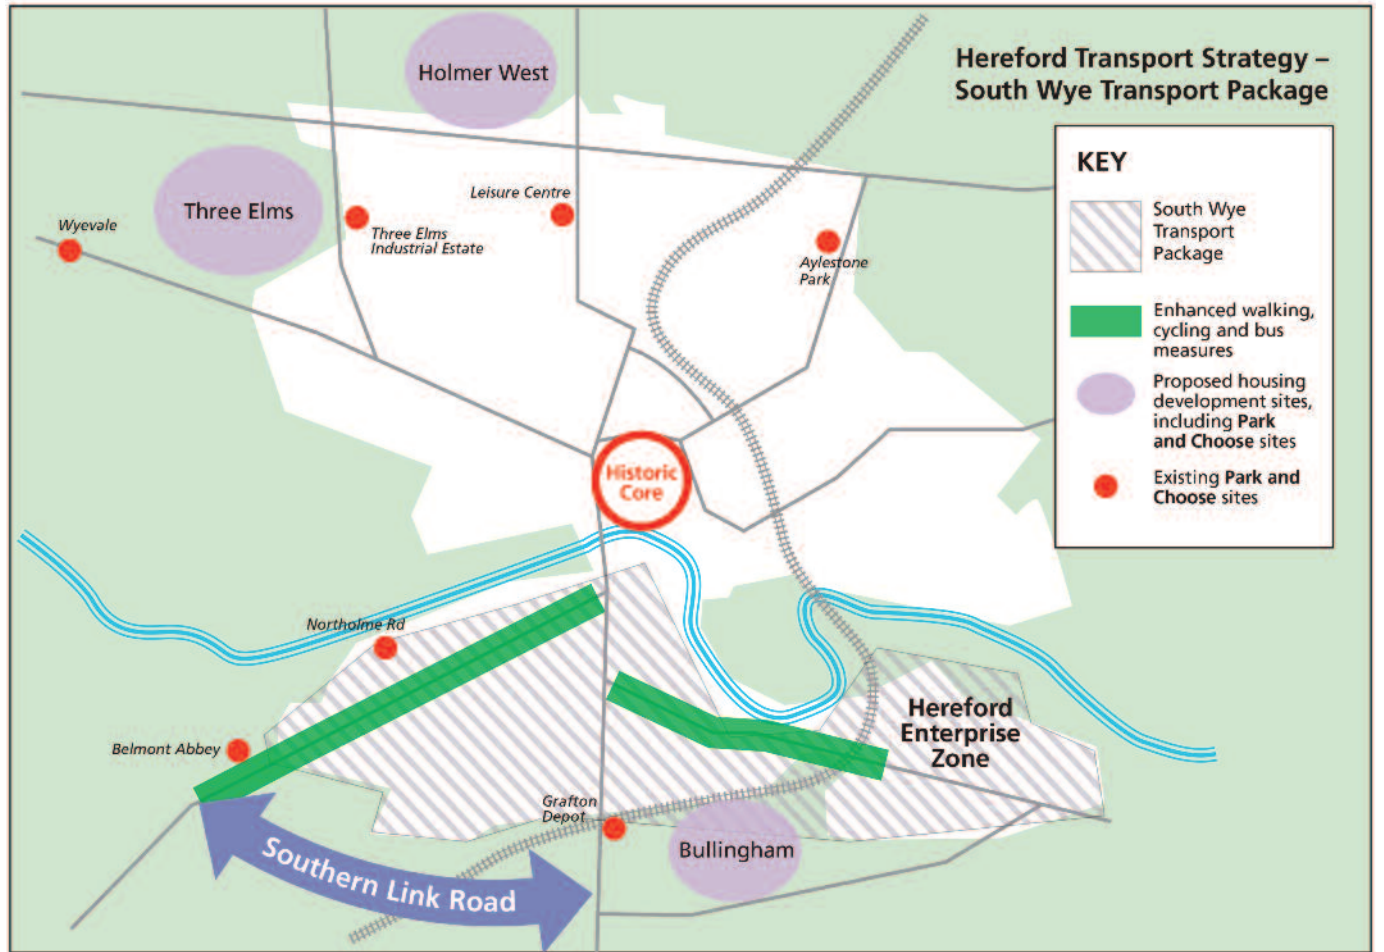 Hereford Transport Strategy –
South Wye Transport Package
KEY
South Wye
Transport
Package
Enhanced walking,
cycling and bus
measures
Proposed housing
development sites,
including Park
and Choose sites
Existing Park and
Choose sites
Holmer West
Three Elms
Wyevale
Three Elms
Industrial Estate
Leisure Centre
Aylestone
Park
Historic
Core
Northolme Rd
Belmont Abbey
Hereford
Enterprise
Zone
Grafton
Depot
Bullingham
Southern Link Road